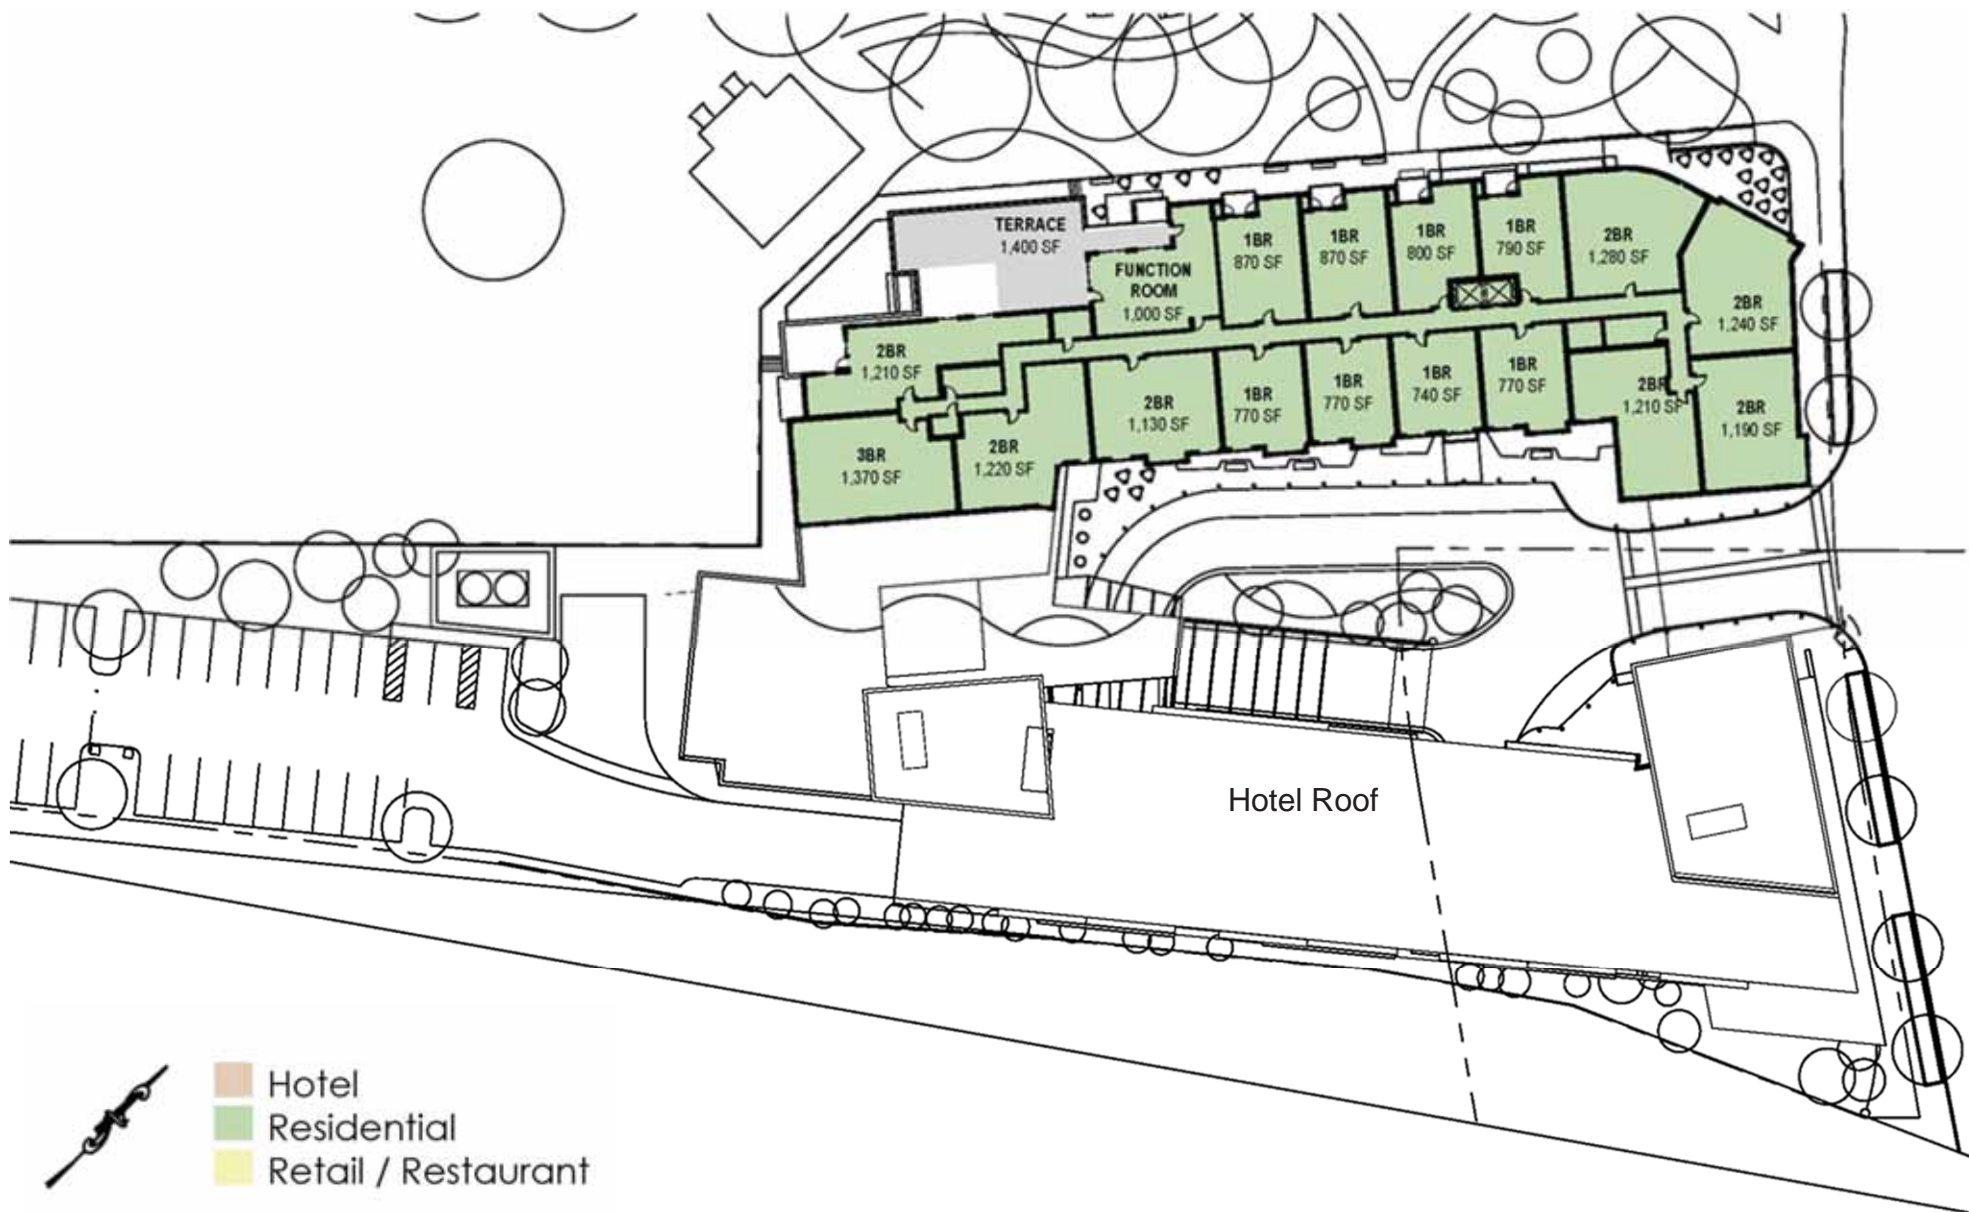 TERRACE
1,400 SF
FUNCTION
ROOM
1,000 SF
1BR
870 SF
1BR
870 SF
1BR
800 SF
1BR
790 SF
2BR
1,280 SF
2BR
1,240 SF
2BR
1,210 SF
3BR
1,370 SF
2BR
1,220 SF
2BR
1,130 SF
1BR
770 SF
1BR
770 SF
1BR
740 SF
1BR
770 SF
2BR
1,210 SF
2BR
1,190 SF
Hotel Roof
Hotel
Residential
Retail / Restaurant